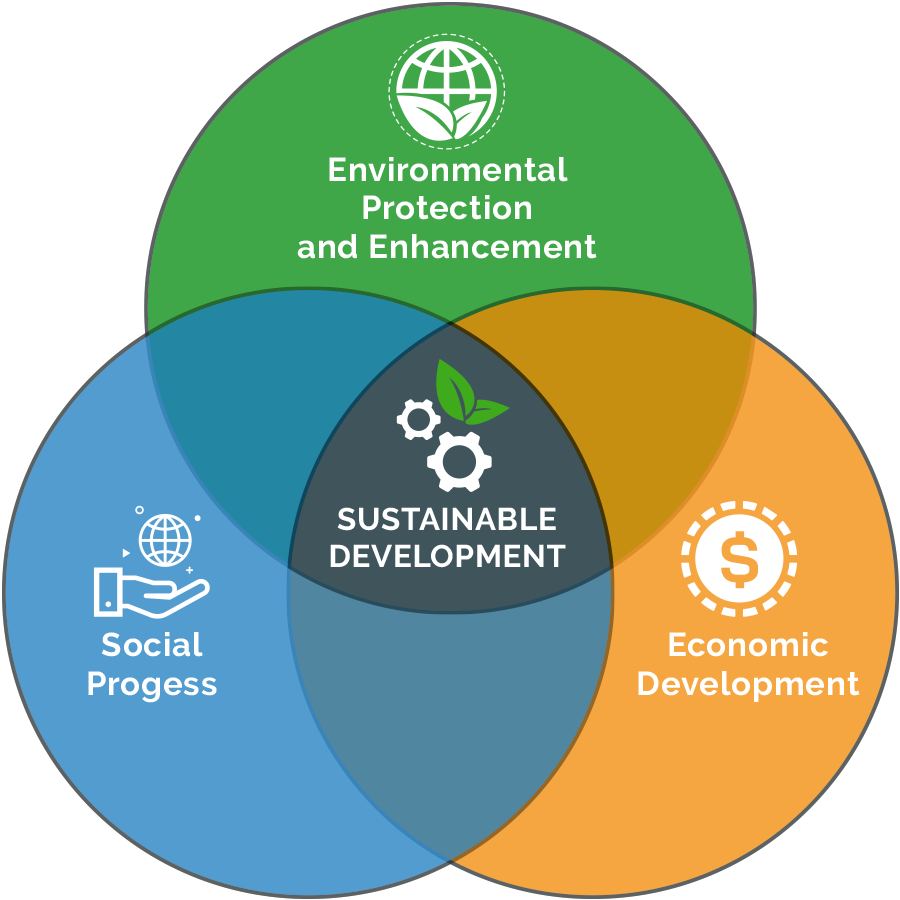 Environmental
Protection
and Enhancement
$
SUSTAINABLE
DEVELOPMENT
Social
Progess
Economic
Development